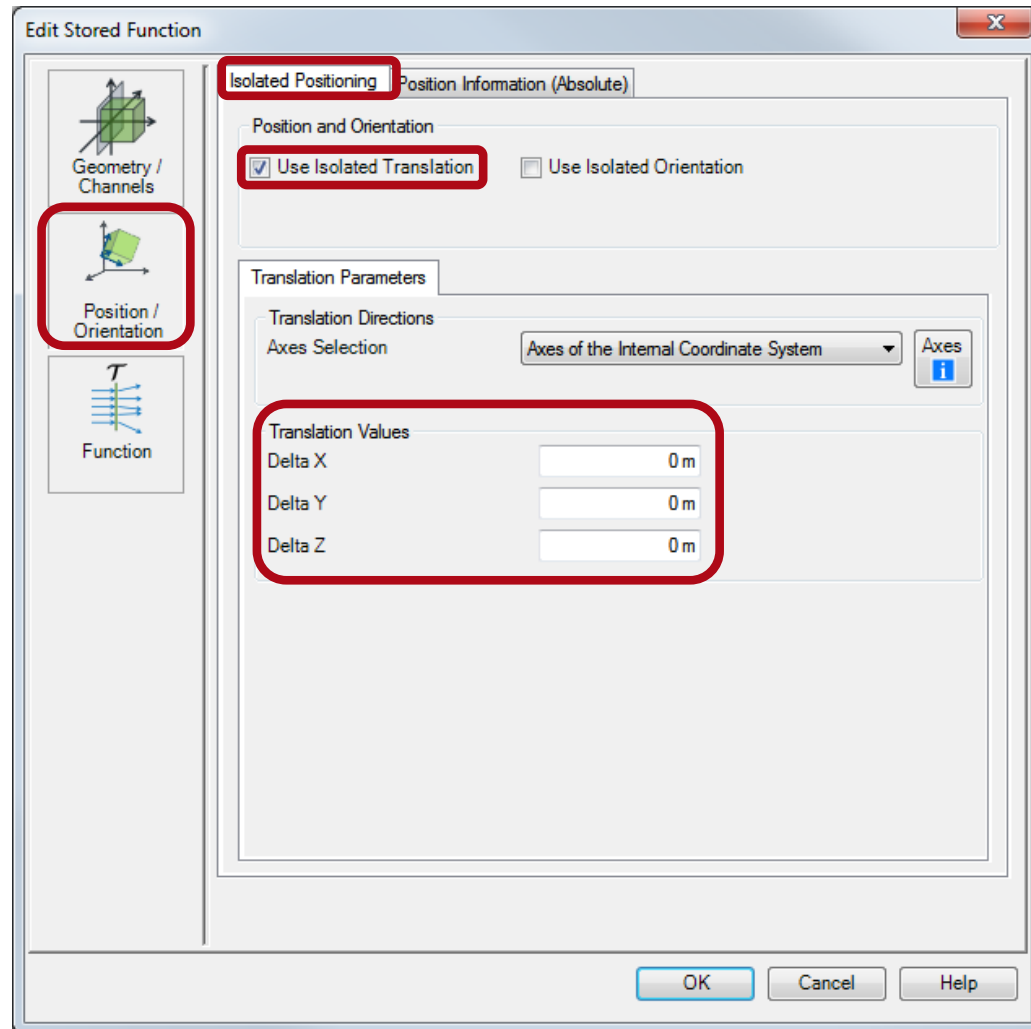 Edit Stored Function
X
Geometry /
Channels
Position /
Orientation
T
Function
Isolated Positioning Position Information (Absolute)
Position and Orientation
Use Isolated Translation Use Isolated Orientation
Translation Parameters
Translation Directions
Axes Selection Axes of the Internal Coordinate System Axes
i
Translation Values
Delta X 0 m
Delta Y 0 m
Delta Z 0 m
OK Cancel Help